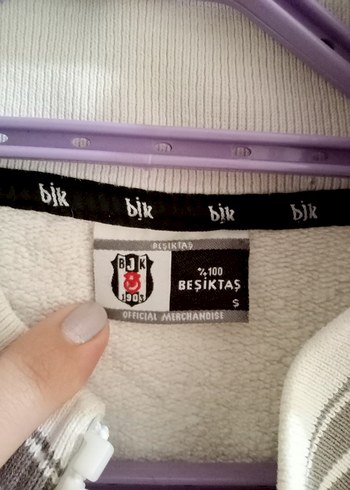 bjk bjk bjk bjk
BEŞİKTAŞ
BJK
1903
%100
BEŞİKTAŞ
S
OFFICIAL MERCHANDISE